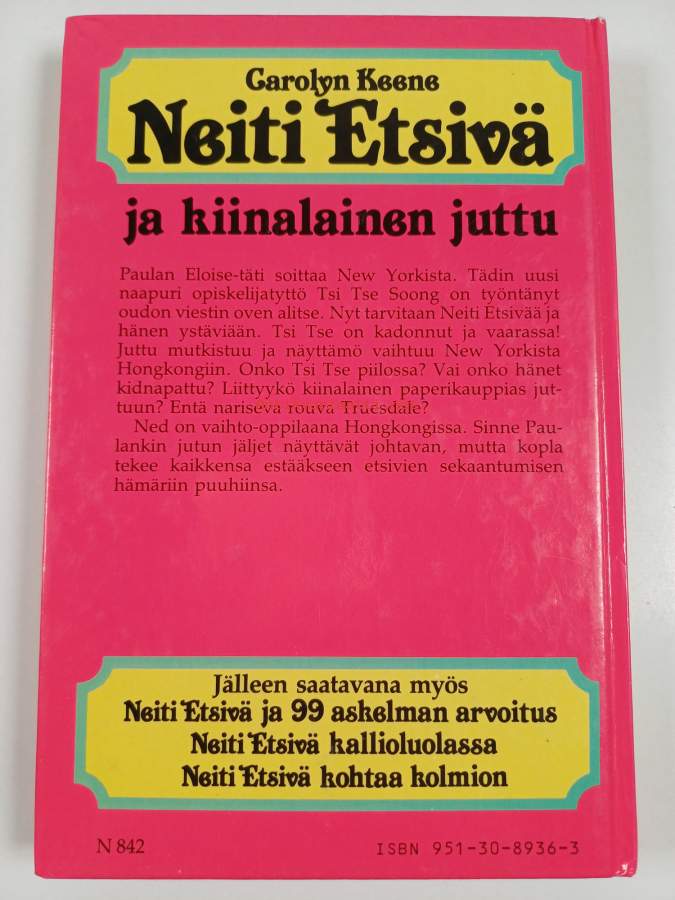 Carolyn Keene
Neiti Etsivä
ja kiinalainen juttu
Paulan Eloise-täti soittaa New Yorkista. Tädin uusi
naapuri opiskelijatyttö Tsi Tse Soong on työntänyt
oudon viestin oven alitse. Nyt tarvitaan Neiti Etsivää ja
hänen ystäviään. Tsi Tse on kadonnut ja vaarassa!
Juttu mutkistuu ja näyttämö vaihtuu New Yorkista
Hongkongiin. Onko Tsi Tse piilossa? Vai onko hänet
kidnapattu? Liittyykö kiinalainen paperikauppias jut-
tuun? Entä nariseva rouva Truesdale?
Ned on vaihto-oppilaana Hongkongissa. Sinne Pau-
lankin jutun jäljet näyttävät johtavan, mutta kopla
tekee kaikkensa estääkseen etsivien sekaantumisen
hämäriin puuhiinsa.
Jälleen saatavana myös
Neiti Etsivä ja 99 askelman arvoitus
Neiti Etsivä kallioluolassa
Neiti Etsivä kohtaa kolmion
N 842
ISBN 951-30-8936-3